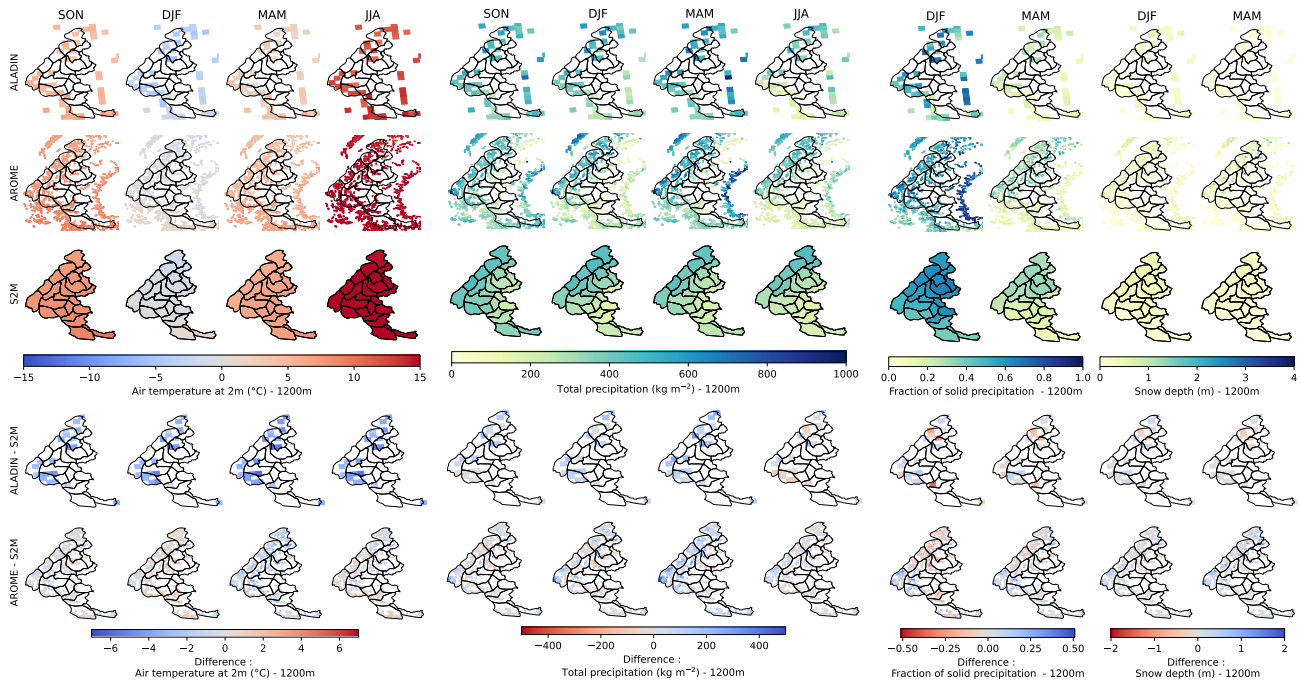 SON DJF MAM JJA SON DJF MAM JJA DJF MAM DJF MAM
ALADIN
AROME
S2M
−15 −10 −5 0 5 10 15
Air temperature at 2m (°C) - 1200m
0 200 400 600 800 1000
Total precipitation (kg m⁻²) - 1200m
0.0 0.2 0.4 0.6 0.8 1.0
Fraction of solid precipitation - 1200m
0 1 2 3 4
Snow depth (m) - 1200m
ALADIN - S2M
AROME - S2M
−6 −4 −2 0 2 4 6
Difference :
Air temperature at 2m (°C) - 1200m
−400 −200 0 200 400
Difference :
Total precipitation (kg m⁻²) - 1200m
−0.50 −0.25 0.00 0.25 0.50
Difference :
Fraction of solid precipitation - 1200m
−2 −1 0 1 2
Difference :
Snow depth (m) - 1200m